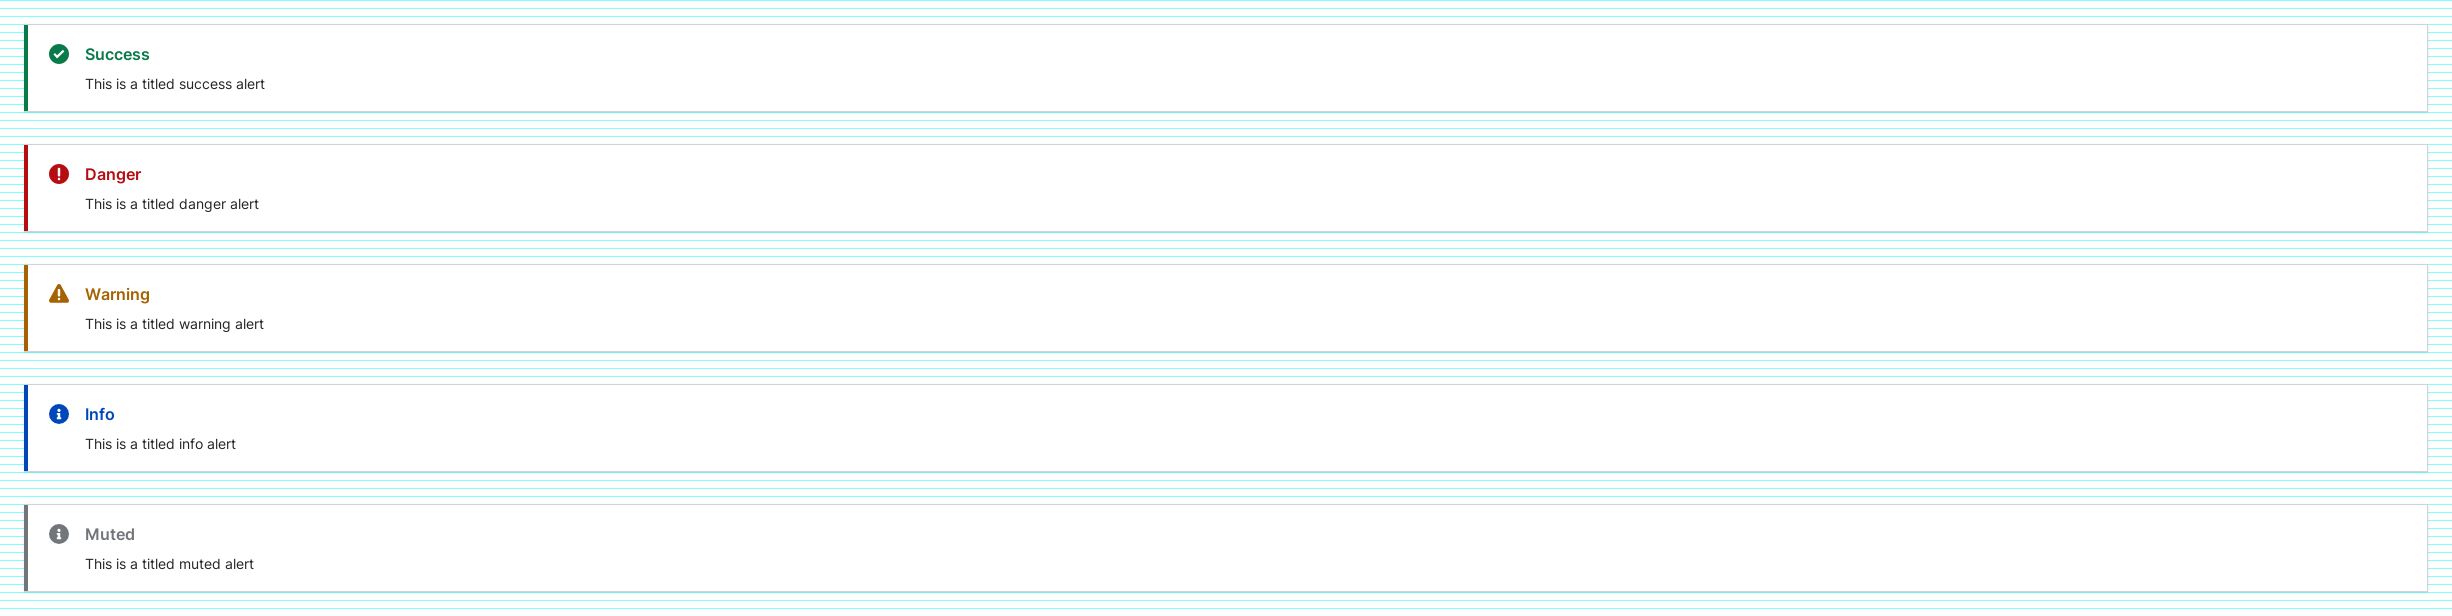 Success
This is a titled success alert
Danger
This is a titled danger alert
Warning
This is a titled warning alert
Info
This is a titled info alert
Muted
This is a titled muted alert